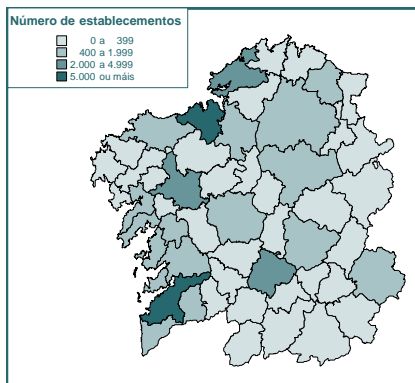 Número de establecementos
0 a 399
400 a 1.999
2.000 a 4.999
5.000 ou máis